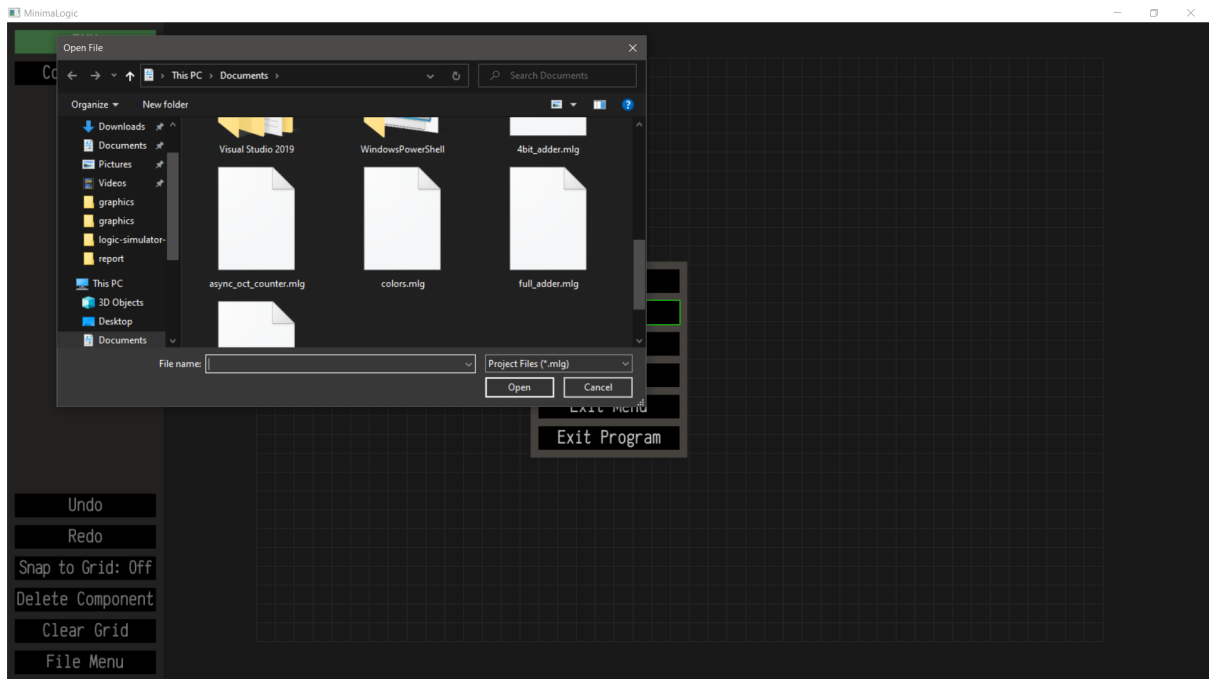 MinimaLogic
Open File
Co
This PC > Documents >
Search Documents
Organize
New folder
Downloads
Documents
Pictures
Videos
graphics
graphics
logic-simulator-
report
This PC
3D Objects
Desktop
Documents
Visual Studio 2019
WindowsPowerShell
4bit_adder.mlg
async_oct_counter.mlg
colors.mlg
full_adder.mlg
File name:
Project Files (*.mlg)
Open
Cancel
Exit Menu
Exit Program
Undo
Redo
Snap to Grid: Off
Delete Component
Clear Grid
File Menu